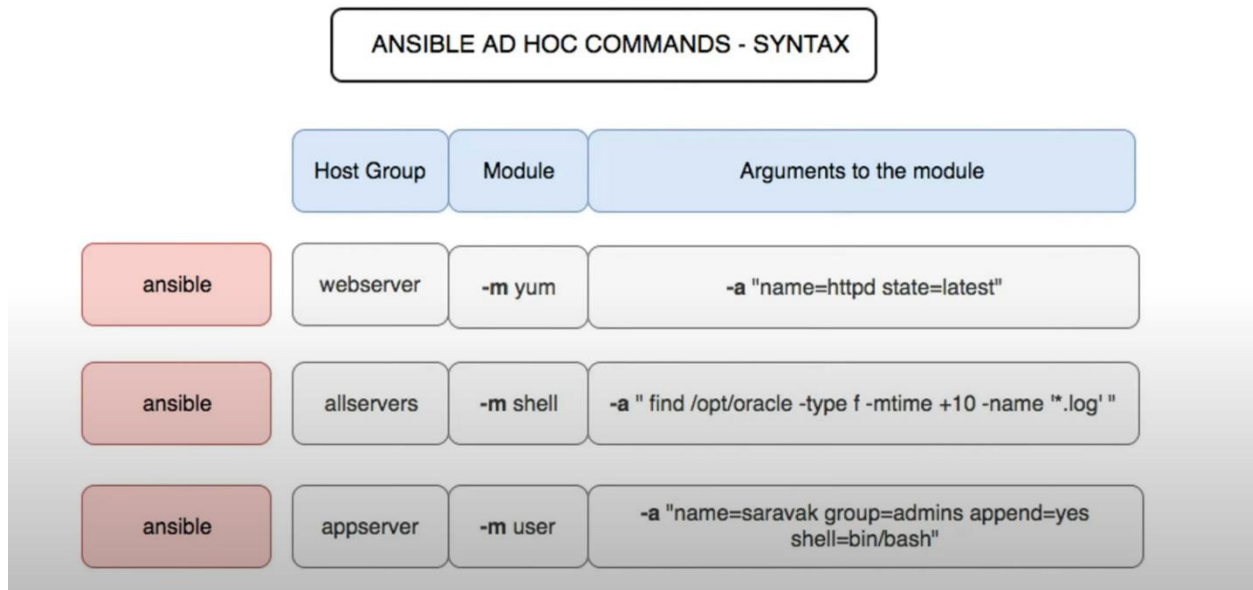 ANSIBLE AD HOC COMMANDS - SYNTAX
Host Group Module Arguments to the module
ansible webserver -m yum -a "name=httpd state=latest"
ansible allservers -m shell -a " find /opt/oracle -type f -mtime +10 -name '*.log' "
ansible appserver -m user -a "name=saravak group=admins append=yes
shell=bin/bash"